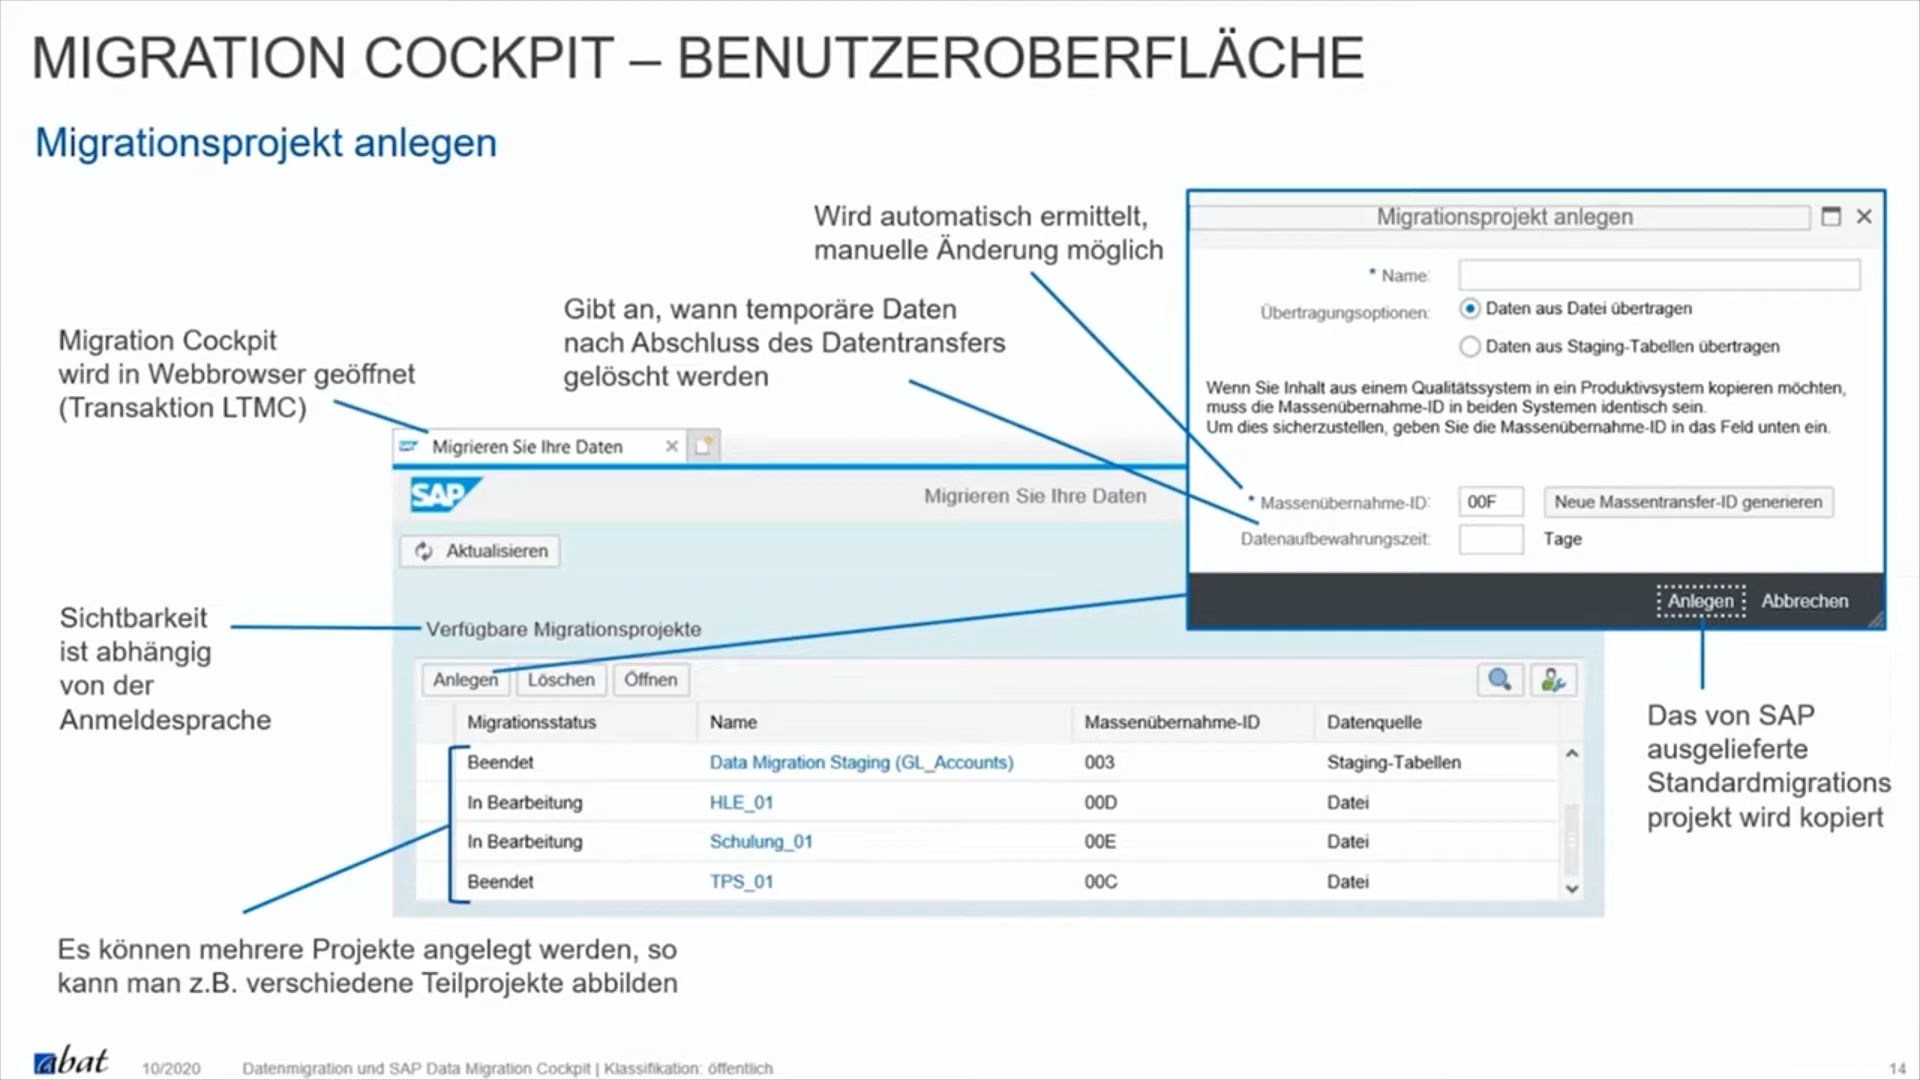 MIGRATION COCKPIT – BENUTZEROBERFLÄCHE
Migrationsprojekt anlegen
Wird automatisch ermittelt,
manuelle Änderung möglich
Gibt an, wann temporäre Daten
nach Abschluss des Datentransfers
gelöscht werden
Migration Cockpit
wird in Webbrowser geöffnet
(Transaktion LTMC)
Migrationsprojekt anlegen
* Name:
Übertragungsoptionen:
Daten aus Datei übertragen
Daten aus Staging-Tabellen übertragen
Wenn Sie Inhalt aus einem Qualitätssystem in ein Produktivsystem kopieren möchten,
muss die Massenübernahme-ID in beiden Systemen identisch sein.
Um dies sicherzustellen, geben Sie die Massenübernahme-ID in das Feld unten ein.
* Massenübernahme-ID: 00F Neue Massentransfer-ID generieren
Datenaufbewahrungszeit: Tage
Anlegen Abbrechen
SAP Migrieren Sie Ihre Daten
SAP Migrieren Sie Ihre Daten
Aktualisieren
Sichtbarkeit
ist abhängig
von der
Anmeldesprache
Verfügbare Migrationsprojekte
Anlegen Löschen Öffnen
Migrationsstatus Name Massenübernahme-ID Datenquelle
Beendet Data Migration Staging (GL_Accounts) 003 Staging-Tabellen
In Bearbeitung HLE_01 00D Datei
In Bearbeitung Schulung_01 00E Datei
Beendet TPS_01 00C Datei
Das von SAP
ausgelieferte
Standardmigrations
projekt wird kopiert
Es können mehrere Projekte angelegt werden, so
kann man z.B. verschiedene Teilprojekte abbilden
abat 10/2020 Datenmigration und SAP Data Migration Cockpit | Klassifikation: öffentlich 14